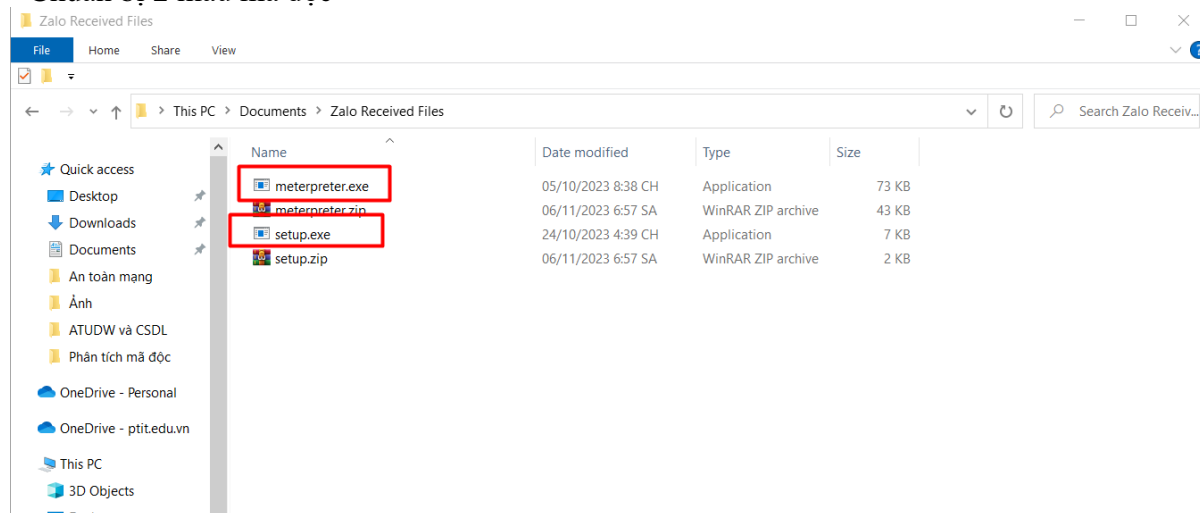 Zalo Received Files
File Home Share View
This PC > Documents > Zalo Received Files Search Zalo Receiv...
Name Date modified Type Size
Quick access
meterpreter.exe 05/10/2023 8:38 CH Application 73 KB
Desktop
meterpreter.zip 06/11/2023 6:57 SA WinRAR ZIP archive 43 KB
Downloads
setup.exe 24/10/2023 4:39 CH Application 7 KB
Documents
setup.zip 06/11/2023 6:57 SA WinRAR ZIP archive 2 KB
An toàn mạng
Ảnh
ATUDW và CSDL
Phân tích mã độc
OneDrive - Personal
OneDrive - ptit.edu.vn
This PC
3D Objects